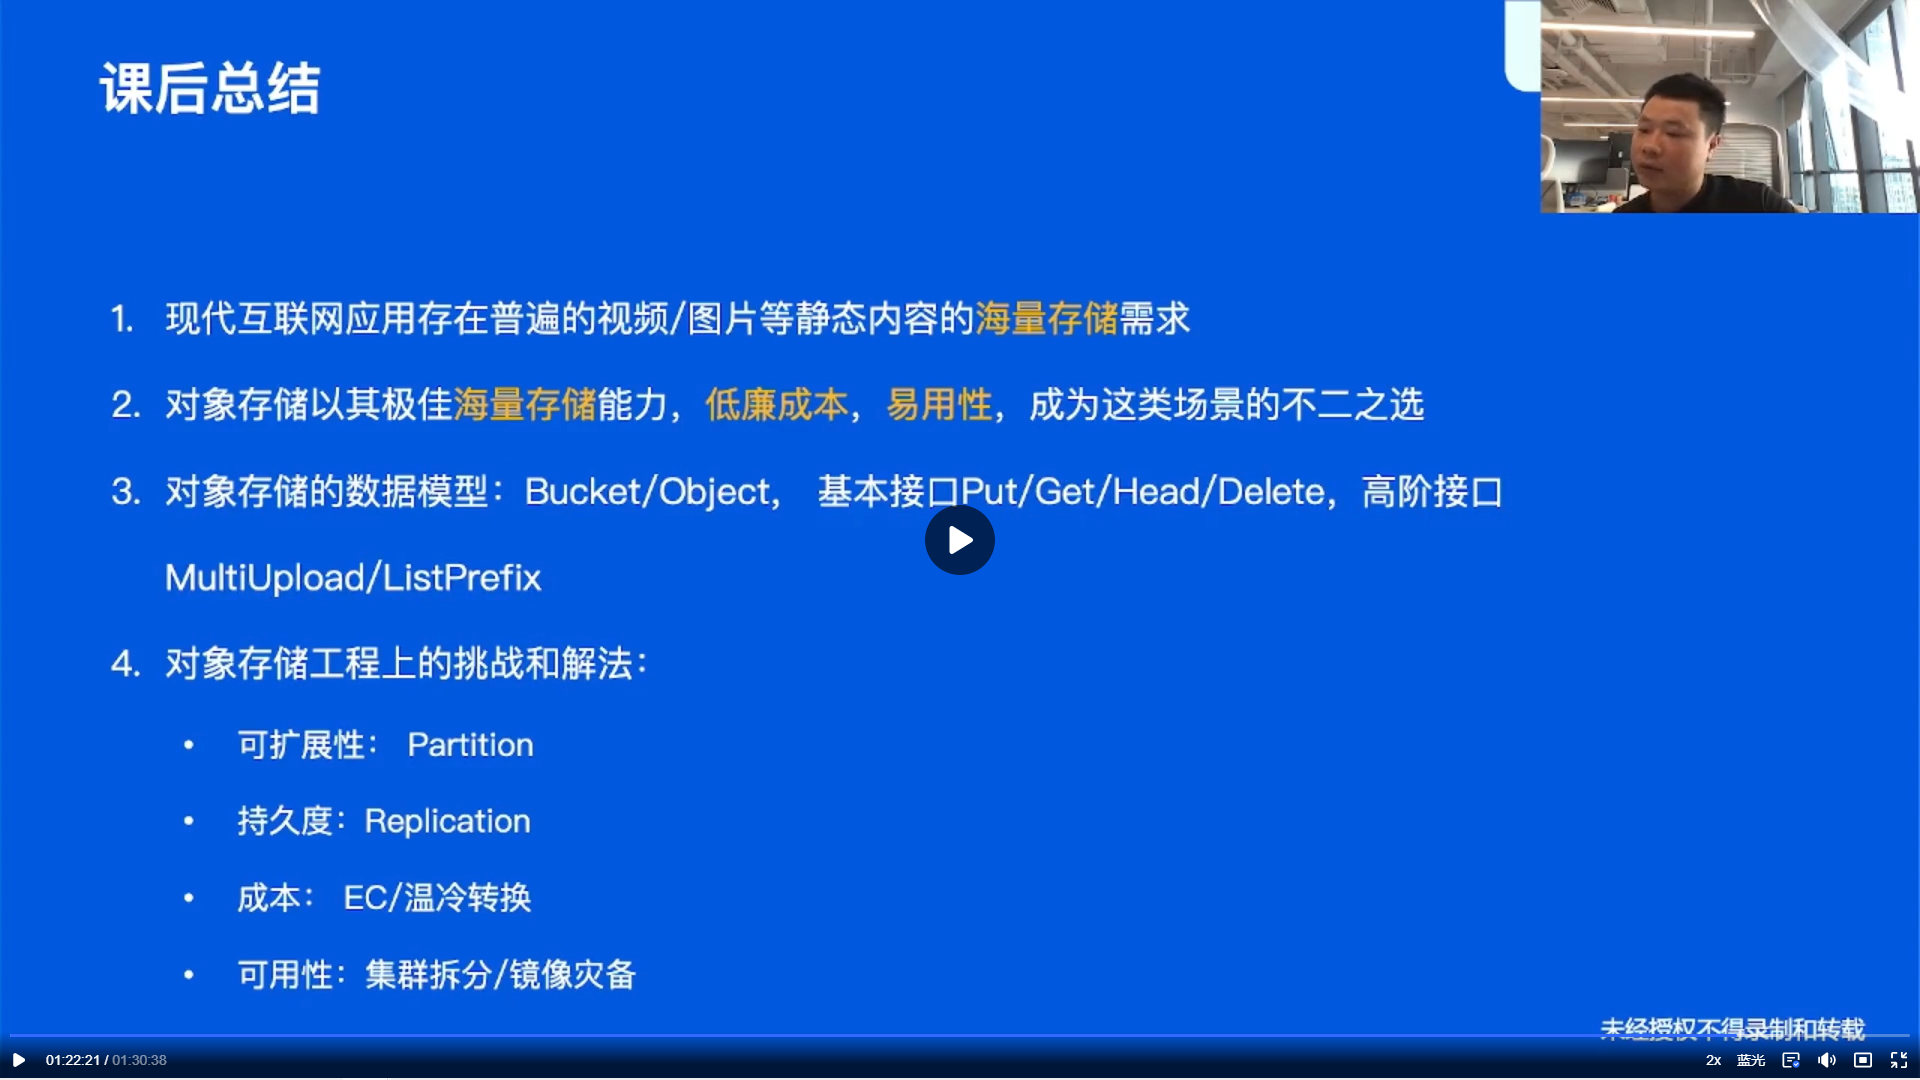 课后总结
1. 现代互联网应用存在普遍的视频/图片等静态内容的海量存储需求
2. 对象存储以其极佳海量存储能力，低廉成本，易用性，成为这类场景的不二之选
3. 对象存储的数据模型：Bucket/Object， 基本接口Put/Get/Head/Delete，高阶接口
MultiUpload/ListPrefix
4. 对象存储工程上的挑战和解法：
• 可扩展性： Partition
• 持久度：Replication
• 成本： EC/温冷转换
• 可用性：集群拆分/镜像灾备
未经授权不得录制和转载
01:22:21 / 01:30:38
2x 蓝光